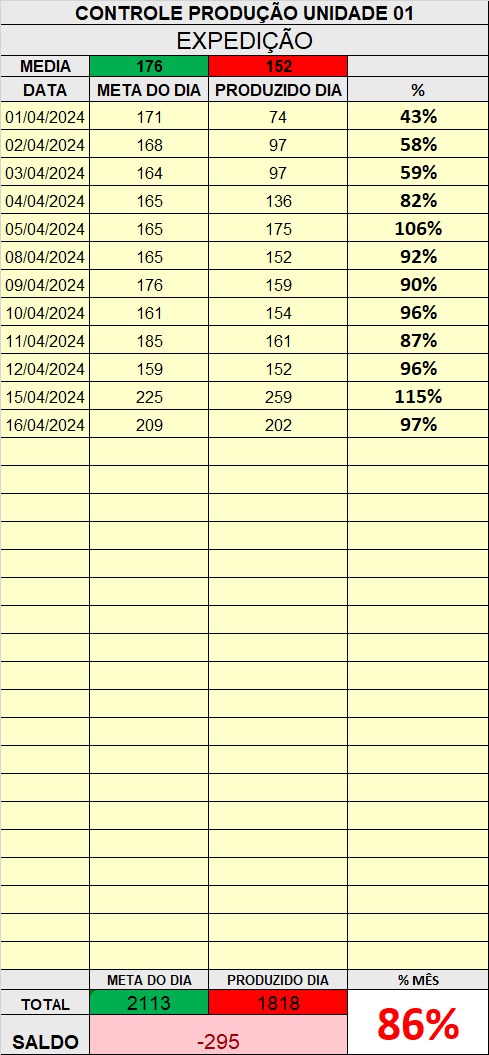 CONTROLE PRODUÇÃO UNIDADE 01
EXPEDIÇÃO
MEDIA 176 152
DATA META DO DIA PRODUZIDO DIA %
01/04/2024 171 74 43%
02/04/2024 168 97 58%
03/04/2024 164 97 59%
04/04/2024 165 136 82%
05/04/2024 165 175 106%
08/04/2024 165 152 92%
09/04/2024 176 159 90%
10/04/2024 161 154 96%
11/04/2024 185 161 87%
12/04/2024 159 152 96%
15/04/2024 225 259 115%
16/04/2024 209 202 97%
META DO DIA PRODUZIDO DIA % MÊS
TOTAL 2113 1818 86%
SALDO -295